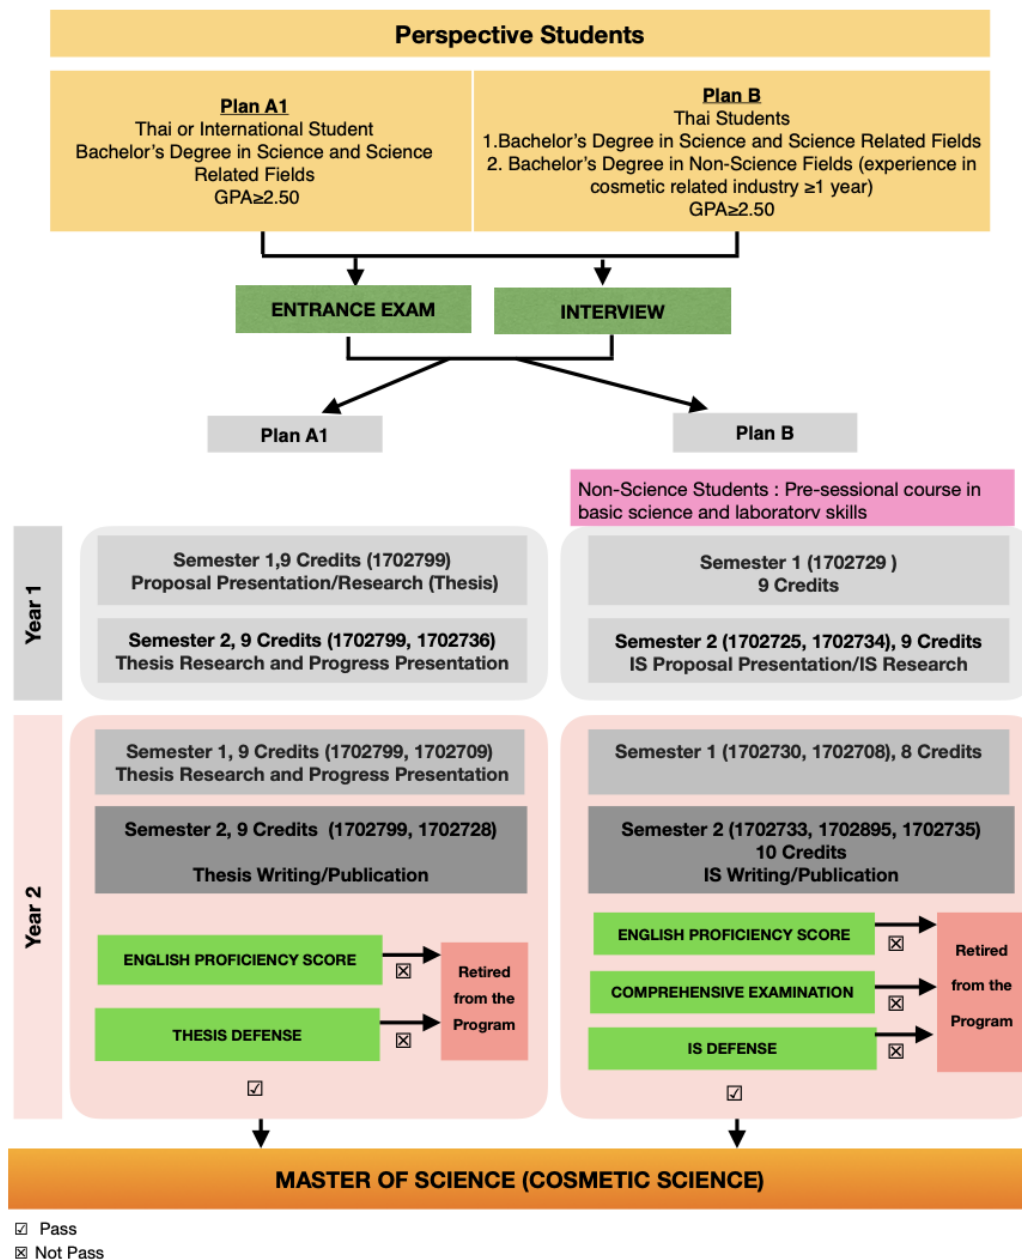 Perspective Students
Plan A1
Thai or International Student
Bachelor's Degree in Science and Science
Related Fields
GPA≥2.50
Plan B
Thai Students
1.Bachelor's Degree in Science and Science Related Fields
2. Bachelor's Degree in Non-Science Fields (experience in
cosmetic related industry ≥1 year)
GPA≥2.50
ENTRANCE EXAM
INTERVIEW
Plan A1
Plan B
Non-Science Students : Pre-sessional course in
basic science and laboratory skills
Year 1
Semester 1,9 Credits (1702799)
Proposal Presentation/Research (Thesis)
Semester 2, 9 Credits (1702799, 1702736)
Thesis Research and Progress Presentation
Semester 1 (1702729 )
9 Credits
Semester 2 (1702725, 1702734), 9 Credits
IS Proposal Presentation/IS Research
Year 2
Semester 1, 9 Credits (1702799, 1702709)
Thesis Research and Progress Presentation
Semester 2, 9 Credits (1702799, 1702728)
Thesis Writing/Publication
ENGLISH PROFICIENCY SCORE
☒
THESIS DEFENSE
☒
Retired
from the
Program
☑
Semester 1 (1702730, 1702708), 8 Credits
Semester 2 (1702733, 1702895, 1702735)
10 Credits
IS Writing/Publication
ENGLISH PROFICIENCY SCORE
☒
COMPREHENSIVE EXAMINATION
☒
IS DEFENSE
☒
Retired
from the
Program
☑
MASTER OF SCIENCE (COSMETIC SCIENCE)
☑ Pass
☒ Not Pass